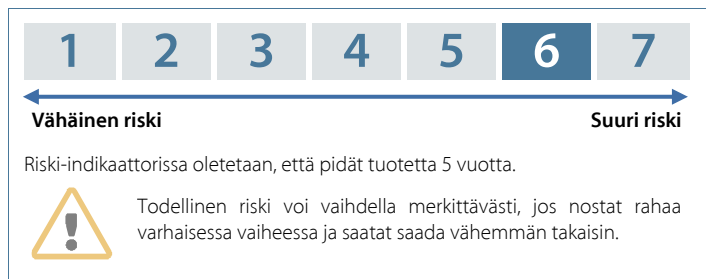 1 2 3 4 5 6 7
Vähäinen riski Suuri riski
Riski-indikaattorissa oletetaan, että pidät tuotetta 5 vuotta.
Todellinen riski voi vaihdella merkittävästi, jos nostat rahaa
varhaisessa vaiheessa ja saatat saada vähemmän takaisin.